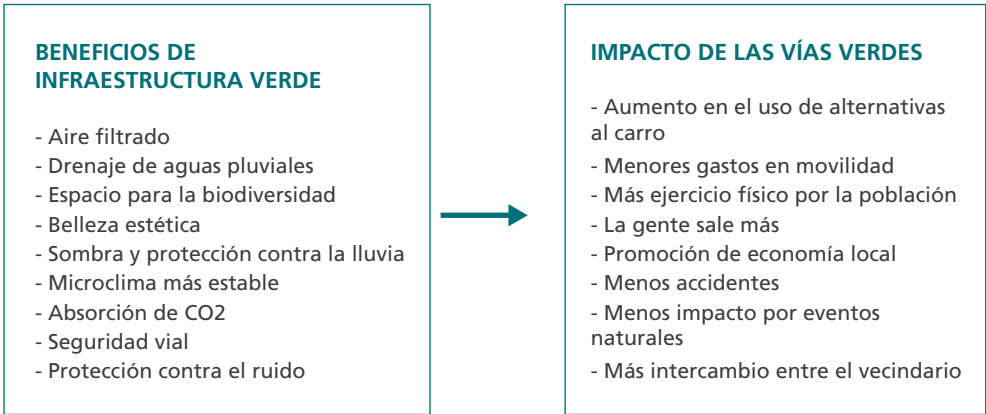 BENEFICIOS DE
INFRAESTRUCTURA VERDE
- Aire filtrado
- Drenaje de aguas pluviales
- Espacio para la biodiversidad
- Belleza estética
- Sombra y protección contra la lluvia
- Microclima más estable
- Absorción de CO2
- Seguridad vial
- Protección contra el ruido
IMPACTO DE LAS VÍAS VERDES
- Aumento en el uso de alternativas
al carro
- Menores gastos en movilidad
- Más ejercicio físico por la población
- La gente sale más
- Promoción de economía local
- Menos accidentes
- Menos impacto por eventos
naturales
- Más intercambio entre el vecindario